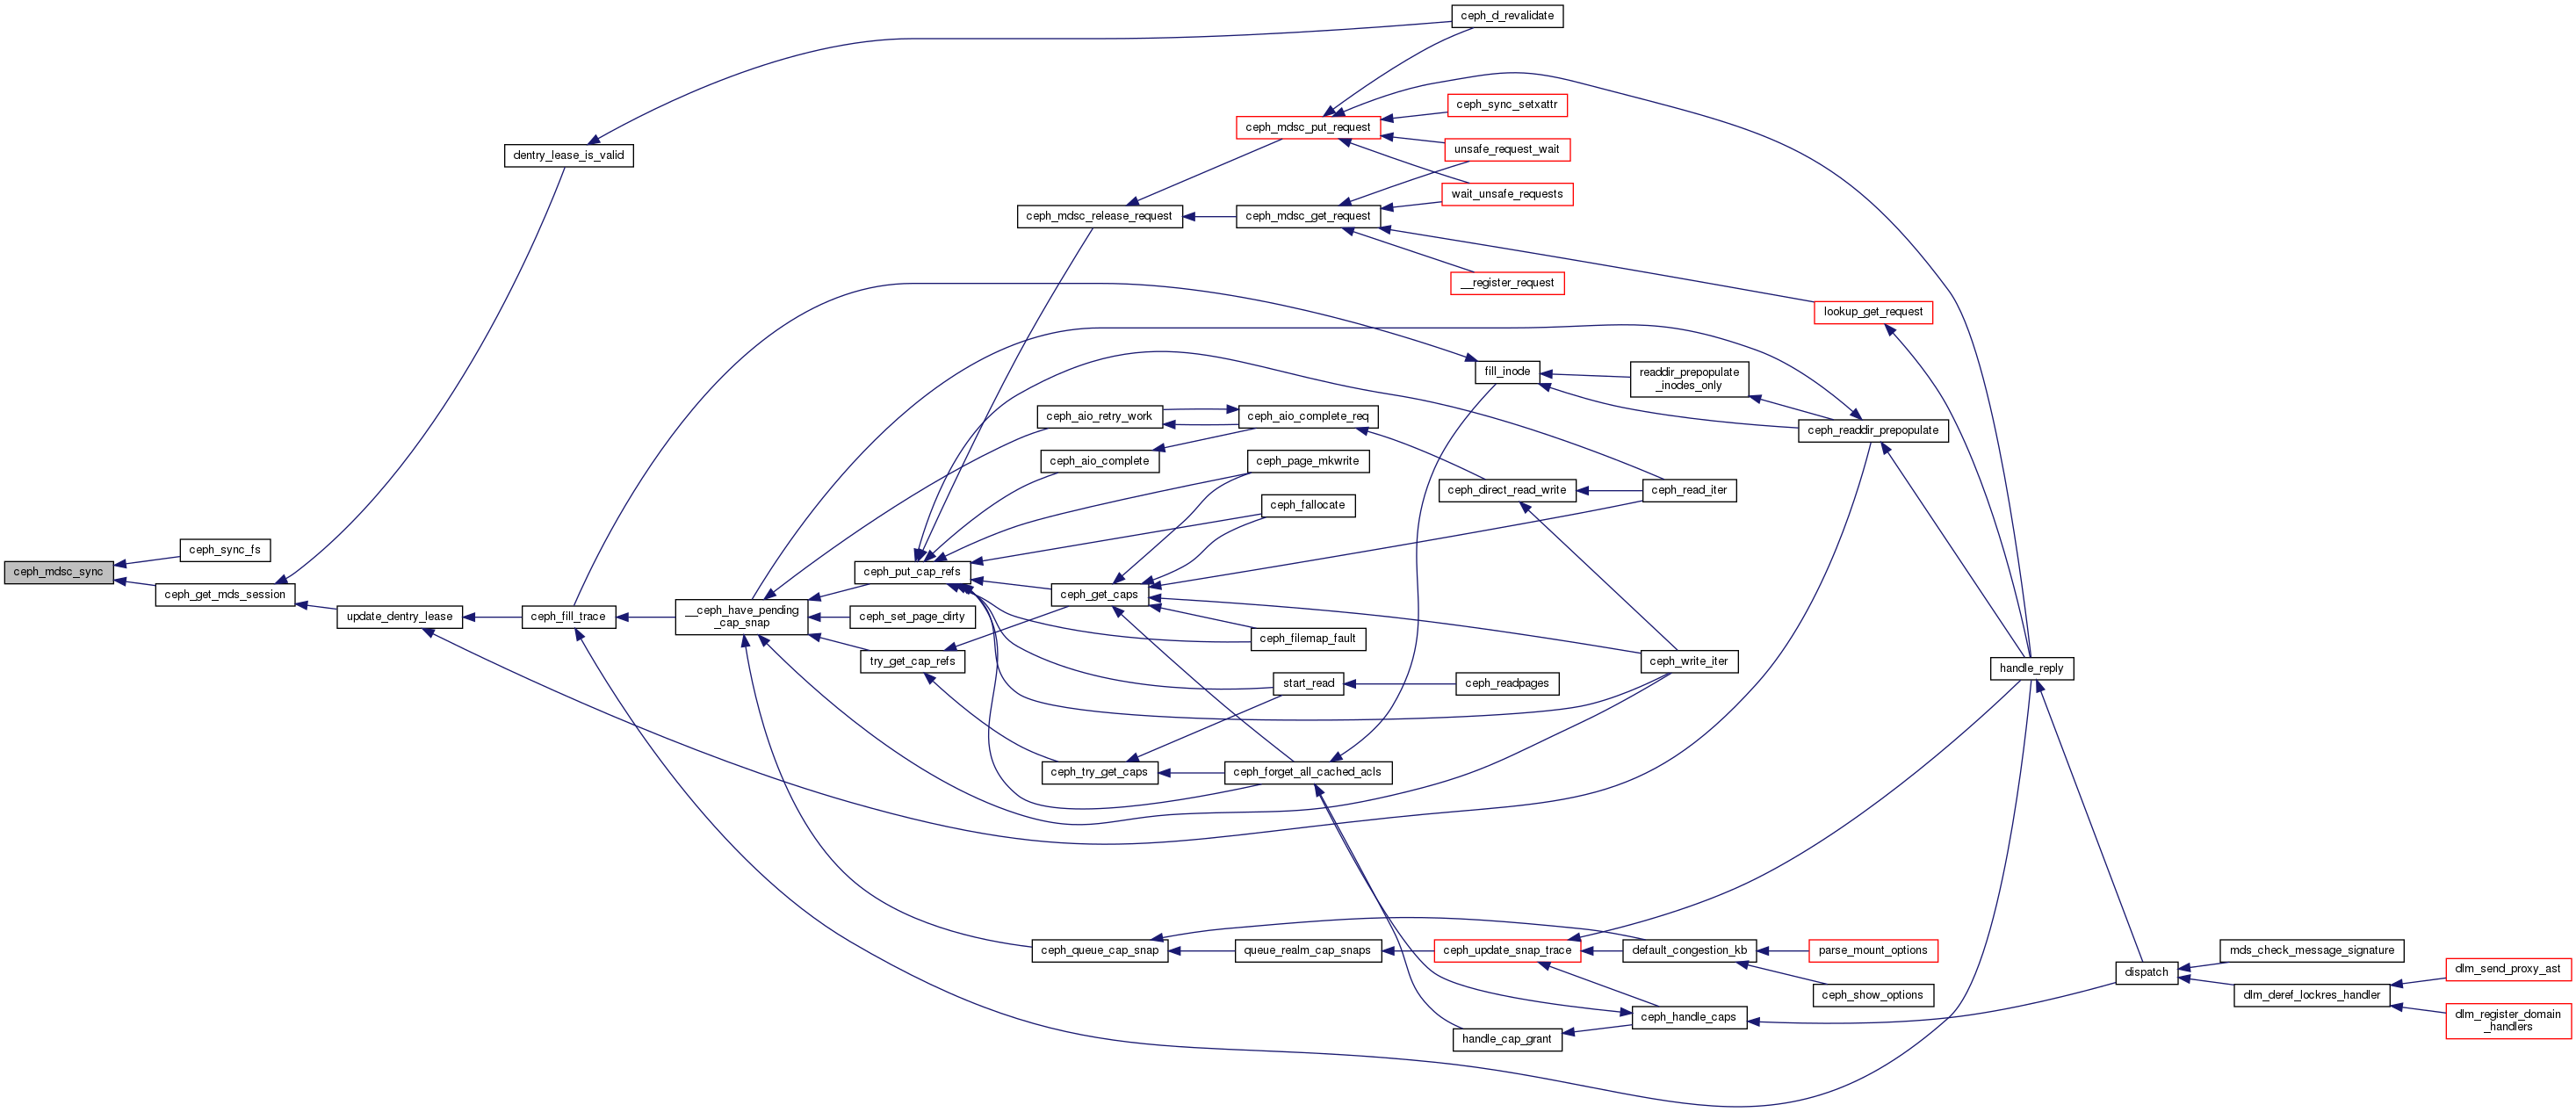 ceph_d_revalidate
ceph_sync_setxattr
ceph_mdsc_put_request
unsafe_request_wait
dentry_lease_is_valid
wait_unsafe_requests
ceph_mdsc_release_request
ceph_mdsc_get_request
__register_request
lookup_get_request
fill_inode
readdir_prepopulate
_inodes_only
ceph_aio_retry_work
ceph_aio_complete_req
ceph_readdir_prepopulate
ceph_aio_complete
ceph_page_mkwrite
ceph_direct_read_write
ceph_read_iter
ceph_fallocate
ceph_sync_fs
ceph_mdsc_sync
ceph_put_cap_refs
ceph_get_mds_session
ceph_get_caps
update_dentry_lease
ceph_fill_trace
__ceph_have_pending
_cap_snap
ceph_set_page_dirty
ceph_filemap_fault
try_get_cap_refs
ceph_write_iter
handle_reply
start_read
ceph_readpages
ceph_try_get_caps
ceph_forget_all_cached_acls
ceph_queue_cap_snap
queue_realm_cap_snaps
ceph_update_snap_trace
default_congestion_kb
parse_mount_options
mds_check_message_signature
dispatch
dlm_send_proxy_ast
ceph_show_options
dlm_deref_lockres_handler
ceph_handle_caps
dlm_register_domain
_handlers
handle_cap_grant